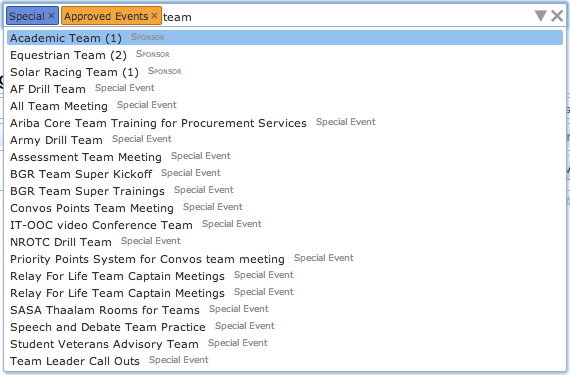 Special × Approved Events × team
Academic Team (1) Sponsor
Equestrian Team (2) Sponsor
Solar Racing Team (1) Sponsor
AF Drill Team Special Event
All Team Meeting Special Event
Ariba Core Team Training for Procurement Services Special Event
Army Drill Team Special Event
Assessment Team Meeting Special Event
BGR Team Super Kickoff Special Event
BGR Team Super Trainings Special Event
Convos Points Team Meeting Special Event
IT-OOC video Conference Team Special Event
NROTC Drill Team Special Event
Priority Points System for Convos team meeting Special Event
Relay For Life Team Captain Meetings Special Event
Relay For Life Team Captain Meetings Special Event
SASA Thaalam Rooms for Teams Special Event
Speech and Debate Team Practice Special Event
Student Veterans Advisory Team Special Event
Team Leader Call Outs Special Event